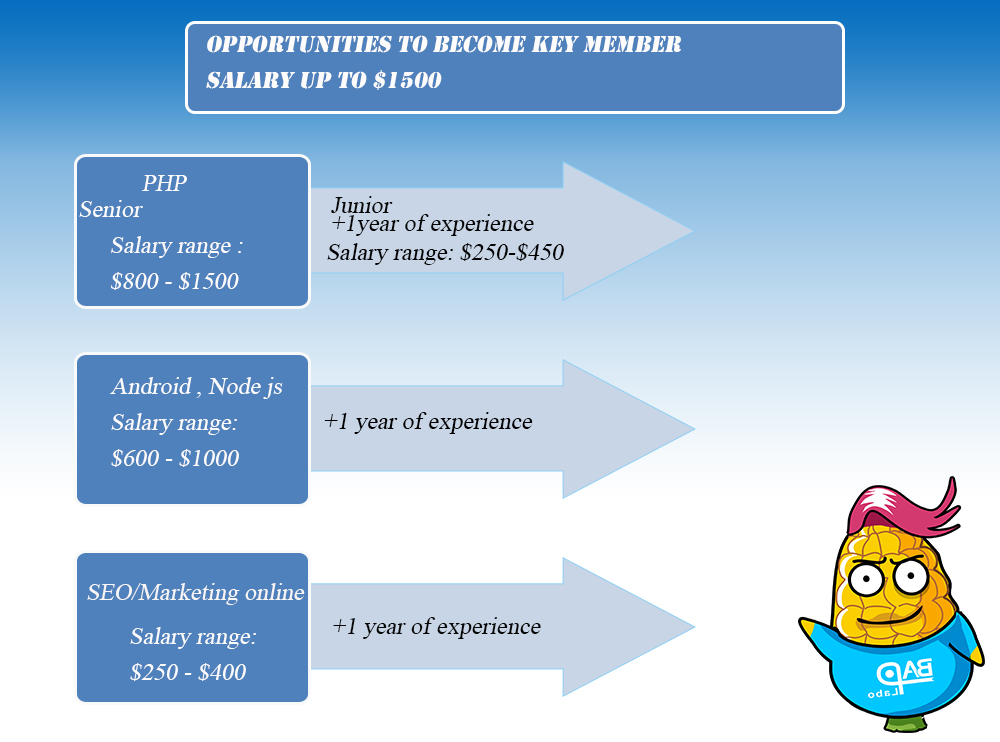 OPPORTUNITIES TO BECOME KEY MEMBER
SALARY UP TO $1500
PHP
Senior
Salary range :
$800 - $1500
Junior
+1year of experience
Salary range: $250-$450
Android , Node js
Salary range:
$600 - $1000
+1 year of experience
SEO/Marketing online
Salary range:
$250 - $400
+1 year of experience
BAP
Labo